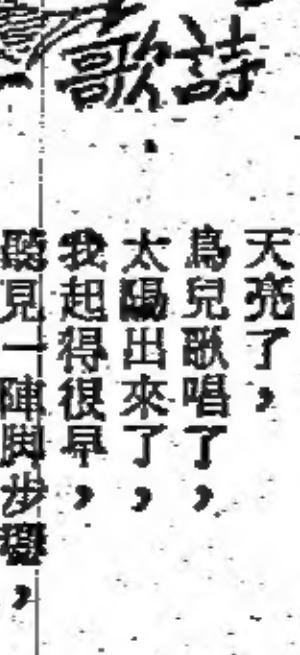 詩歌
天亮了，
鳥兒歌唱了，
太陽出來了，
我起得很早，
聽見一陣脚步聲，